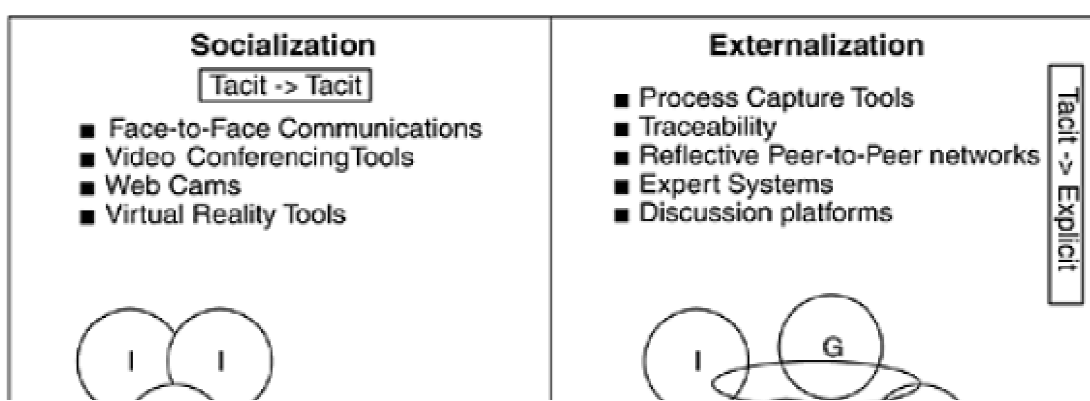 Socialization
Tacit -> Tacit
■ Face-to-Face Communications
■ Video ConferencingTools
■ Web Cams
■ Virtual Reality Tools
I I
Externalization
■ Process Capture Tools
■ Traceability
■ Reflective Peer-to-Peer networks
■ Expert Systems
■ Discussion platforms
Tacit -> Explicit
I G